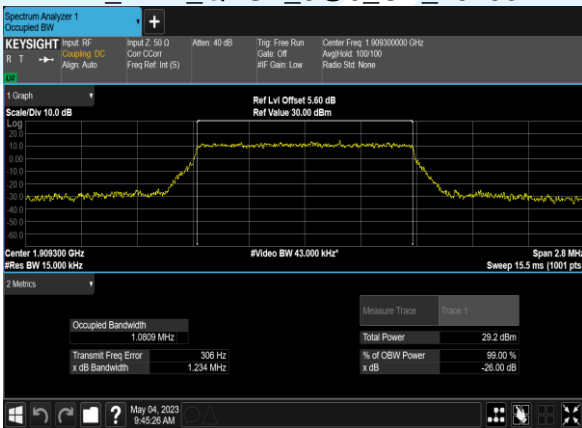 Spectrum Analyzer 1
Occupied BW
+
KEYSIGHT
R T
LW
Input: RF
Coupling: DC
Align: Auto
Input Z: 50 Ω
Corr CCorr
Freq Ref: Int (S)
Atten: 40 dB
Trig: Free Run
Gate: Off
#IF Gain: Low
Center Freq: 1.909300000 GHz
Avg|Hold: 100/100
Radio Std: None
1 Graph
Scale/Div 10.0 dB
Ref Lvl Offset 5.60 dB
Ref Value 30.00 dBm
Log
20.0
10.0
0.00
-10.0
-20.0
-30.0
-40.0
-50.0
-60.0
Center 1.909300 GHz
#Res BW 15.000 kHz
#Video BW 43.000 kHz*
Span 2.8 MHz
Sweep 15.5 ms (1001 pts
2 Metrics
Measure Trace
Trace 1
Occupied Bandwidth
1.0809 MHz
Total Power
29.2 dBm
Transmit Freq Error
306 Hz
% of OBW Power
99.00 %
x dB Bandwidth
1.234 MHz
x dB
-26.00 dB
?
May 04, 2023
9:45:26 AM